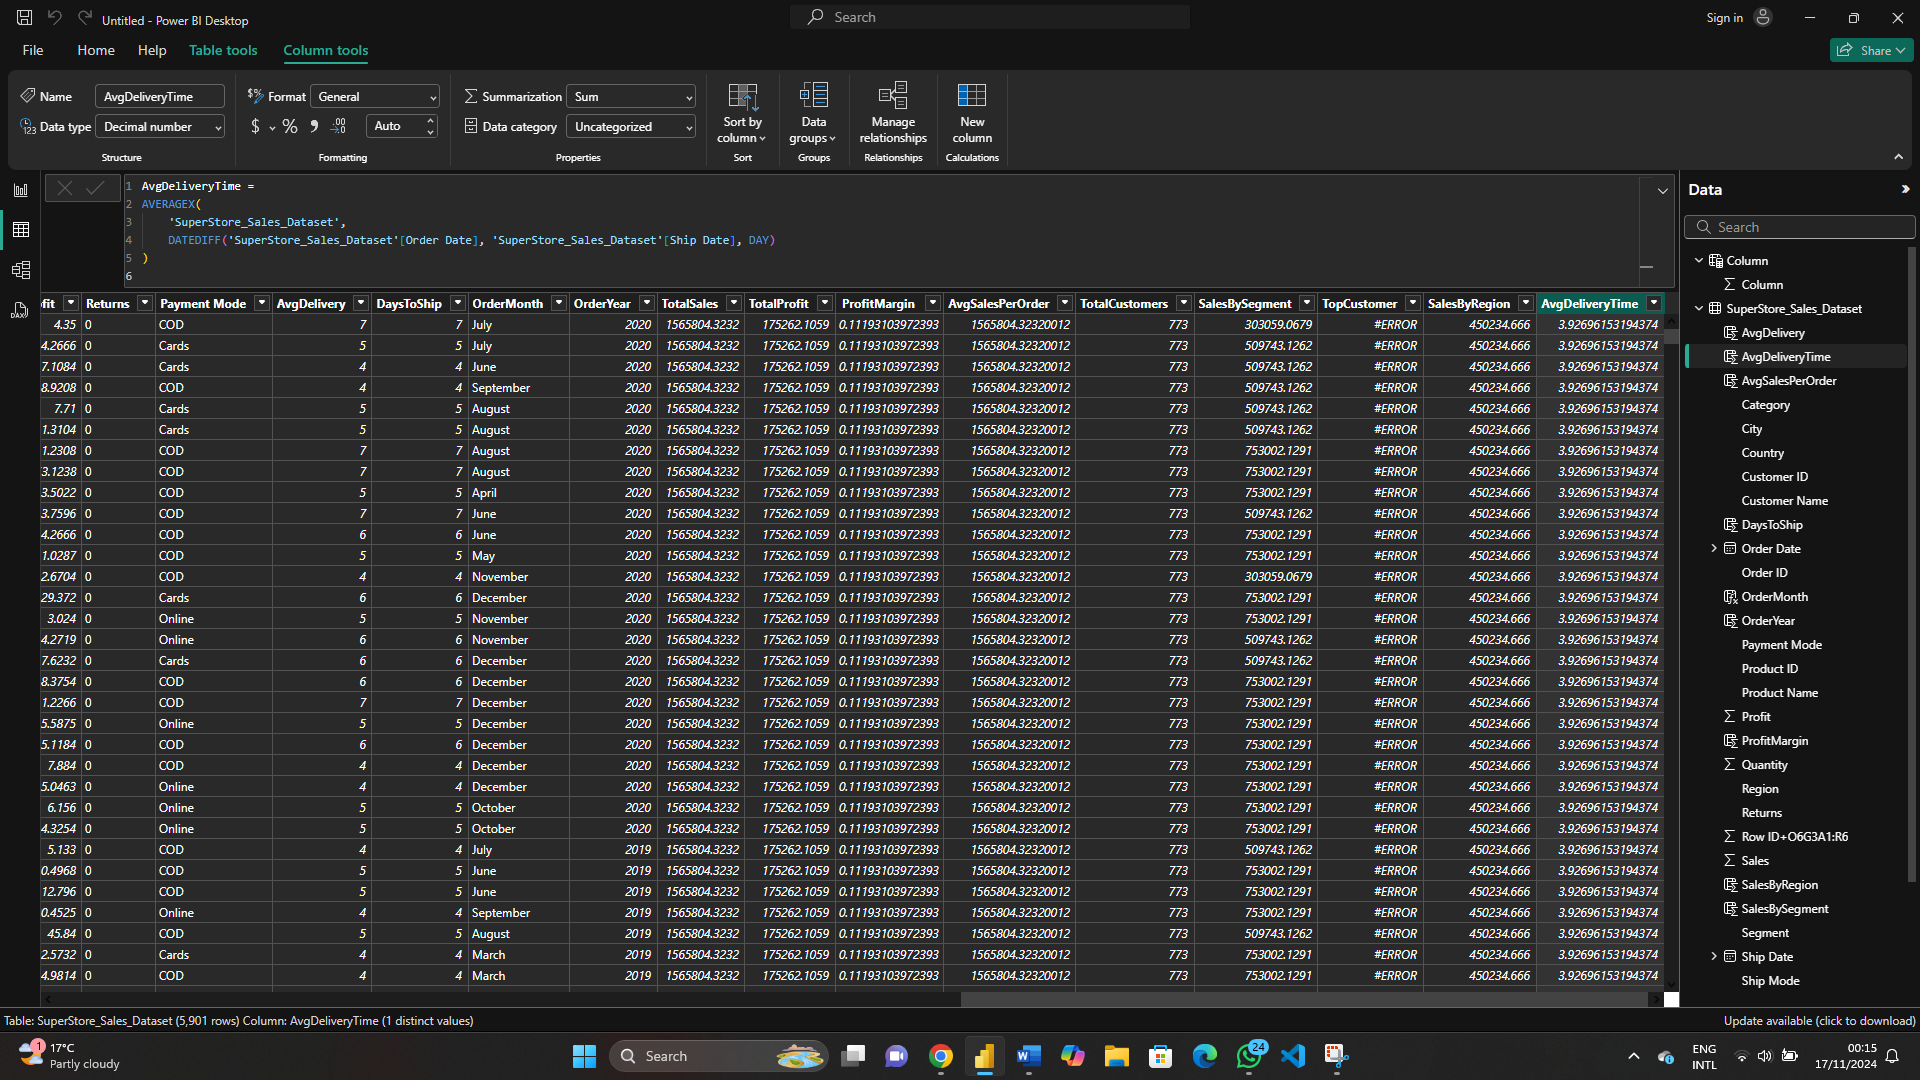 Untitled - Power BI Desktop
Search
Sign in
File Home Help Table tools Column tools
Share
Name AvgDeliveryTime
Format General
Summarization Sum
Data type Decimal number
$ % Auto
Data category Uncategorized
Sort by column
Data groups
Manage relationships
New column
Structure Formatting Properties Sort Groups Relationships Calculations
1 AvgDeliveryTime =
2 AVERAGEX(
3 'SuperStore_Sales_Dataset',
4 DATEDIFF('SuperStore_Sales_Dataset'[Order Date], 'SuperStore_Sales_Dataset'[Ship Date], DAY)
5 )
6
fit Returns Payment Mode AvgDelivery DaysToShip OrderMonth OrderYear TotalSales TotalProfit ProfitMargin AvgSalesPerOrder TotalCustomers SalesBySegment TopCustomer SalesByRegion AvgDeliveryTime
4.35 0 COD 7 7 July 2020 1565804.3232 175262.1059 0.11193103972393 1565804.32320012 773 303059.0679 #ERROR 450234.666 3.92696153194374
4.2666 0 Cards 5 5 July 2020 1565804.3232 175262.1059 0.11193103972393 1565804.32320012 773 509743.1262 #ERROR 450234.666 3.92696153194374
7.1084 0 Cards 4 4 June 2020 1565804.3232 175262.1059 0.11193103972393 1565804.32320012 773 509743.1262 #ERROR 450234.666 3.92696153194374
8.9208 0 COD 4 4 September 2020 1565804.3232 175262.1059 0.11193103972393 1565804.32320012 773 509743.1262 #ERROR 450234.666 3.92696153194374
7.71 0 Cards 5 5 August 2020 1565804.3232 175262.1059 0.11193103972393 1565804.32320012 773 509743.1262 #ERROR 450234.666 3.92696153194374
1.3104 0 Cards 5 5 August 2020 1565804.3232 175262.1059 0.11193103972393 1565804.32320012 773 509743.1262 #ERROR 450234.666 3.92696153194374
1.2308 0 COD 7 7 August 2020 1565804.3232 175262.1059 0.11193103972393 1565804.32320012 773 753002.1291 #ERROR 450234.666 3.92696153194374
3.1238 0 COD 7 7 August 2020 1565804.3232 175262.1059 0.11193103972393 1565804.32320012 773 753002.1291 #ERROR 450234.666 3.92696153194374
3.5022 0 COD 5 5 April 2020 1565804.3232 175262.1059 0.11193103972393 1565804.32320012 773 753002.1291 #ERROR 450234.666 3.92696153194374
3.7596 0 COD 7 7 June 2020 1565804.3232 175262.1059 0.11193103972393 1565804.32320012 773 509743.1262 #ERROR 450234.666 3.92696153194374
4.2666 0 COD 6 6 June 2020 1565804.3232 175262.1059 0.11193103972393 1565804.32320012 773 753002.1291 #ERROR 450234.666 3.92696153194374
1.0287 0 COD 5 5 May 2020 1565804.3232 175262.1059 0.11193103972393 1565804.32320012 773 753002.1291 #ERROR 450234.666 3.92696153194374
2.6704 0 COD 4 4 November 2020 1565804.3232 175262.1059 0.11193103972393 1565804.32320012 773 303059.0679 #ERROR 450234.666 3.92696153194374
29.372 0 Cards 6 6 December 2020 1565804.3232 175262.1059 0.11193103972393 1565804.32320012 773 753002.1291 #ERROR 450234.666 3.92696153194374
3.024 0 Online 5 5 November 2020 1565804.3232 175262.1059 0.11193103972393 1565804.32320012 773 753002.1291 #ERROR 450234.666 3.92696153194374
4.2719 0 Online 6 6 November 2020 1565804.3232 175262.1059 0.11193103972393 1565804.32320012 773 509743.1262 #ERROR 450234.666 3.92696153194374
7.6232 0 Cards 6 6 December 2020 1565804.3232 175262.1059 0.11193103972393 1565804.32320012 773 509743.1262 #ERROR 450234.666 3.92696153194374
8.3754 0 COD 6 6 December 2020 1565804.3232 175262.1059 0.11193103972393 1565804.32320012 773 753002.1291 #ERROR 450234.666 3.92696153194374
1.2266 0 COD 7 7 December 2020 1565804.3232 175262.1059 0.11193103972393 1565804.32320012 773 753002.1291 #ERROR 450234.666 3.92696153194374
5.5875 0 Online 5 5 December 2020 1565804.3232 175262.1059 0.11193103972393 1565804.32320012 773 753002.1291 #ERROR 450234.666 3.92696153194374
5.1184 0 COD 6 6 December 2020 1565804.3232 175262.1059 0.11193103972393 1565804.32320012 773 753002.1291 #ERROR 450234.666 3.92696153194374
7.884 0 COD 4 4 December 2020 1565804.3232 175262.1059 0.11193103972393 1565804.32320012 773 753002.1291 #ERROR 450234.666 3.92696153194374
5.0463 0 Online 4 4 December 2020 1565804.3232 175262.1059 0.11193103972393 1565804.32320012 773 753002.1291 #ERROR 450234.666 3.92696153194374
6.156 0 Online 5 5 October 2020 1565804.3232 175262.1059 0.11193103972393 1565804.32320012 773 753002.1291 #ERROR 450234.666 3.92696153194374
4.3254 0 Online 5 5 October 2020 1565804.3232 175262.1059 0.11193103972393 1565804.32320012 773 753002.1291 #ERROR 450234.666 3.92696153194374
5.133 0 COD 4 4 July 2019 1565804.3232 175262.1059 0.11193103972393 1565804.32320012 773 509743.1262 #ERROR 450234.666 3.92696153194374
0.4968 0 COD 5 5 June 2019 1565804.3232 175262.1059 0.11193103972393 1565804.32320012 773 753002.1291 #ERROR 450234.666 3.92696153194374
12.796 0 COD 5 5 June 2019 1565804.3232 175262.1059 0.11193103972393 1565804.32320012 773 753002.1291 #ERROR 450234.666 3.92696153194374
0.4525 0 Online 4 4 September 2019 1565804.3232 175262.1059 0.11193103972393 1565804.32320012 773 753002.1291 #ERROR 450234.666 3.92696153194374
45.84 0 COD 5 5 August 2019 1565804.3232 175262.1059 0.11193103972393 1565804.32320012 773 509743.1262 #ERROR 450234.666 3.92696153194374
2.5732 0 Cards 4 4 March 2019 1565804.3232 175262.1059 0.11193103972393 1565804.32320012 773 753002.1291 #ERROR 450234.666 3.92696153194374
4.9814 0 COD 4 4 March 2019 1565804.3232 175262.1059 0.11193103972393 1565804.32320012 773 753002.1291 #ERROR 450234.666 3.92696153194374
Data
Search
Column
Column
SuperStore_Sales_Dataset
AvgDelivery
AvgDeliveryTime
AvgSalesPerOrder
Category
City
Country
Customer ID
Customer Name
DaysToShip
Order Date
Order ID
OrderMonth
OrderYear
Payment Mode
Product ID
Product Name
Profit
ProfitMargin
Quantity
Region
Returns
Row ID+O6G3A1:R6
Sales
SalesByRegion
SalesBySegment
Segment
Ship Date
Ship Mode
Table: SuperStore_Sales_Dataset (5,901 rows) Column: AvgDeliveryTime (1 distinct values)
Update available (click to download)
1
17°C
Partly cloudy
Search
24
ENG
INTL
00:15
17/11/2024